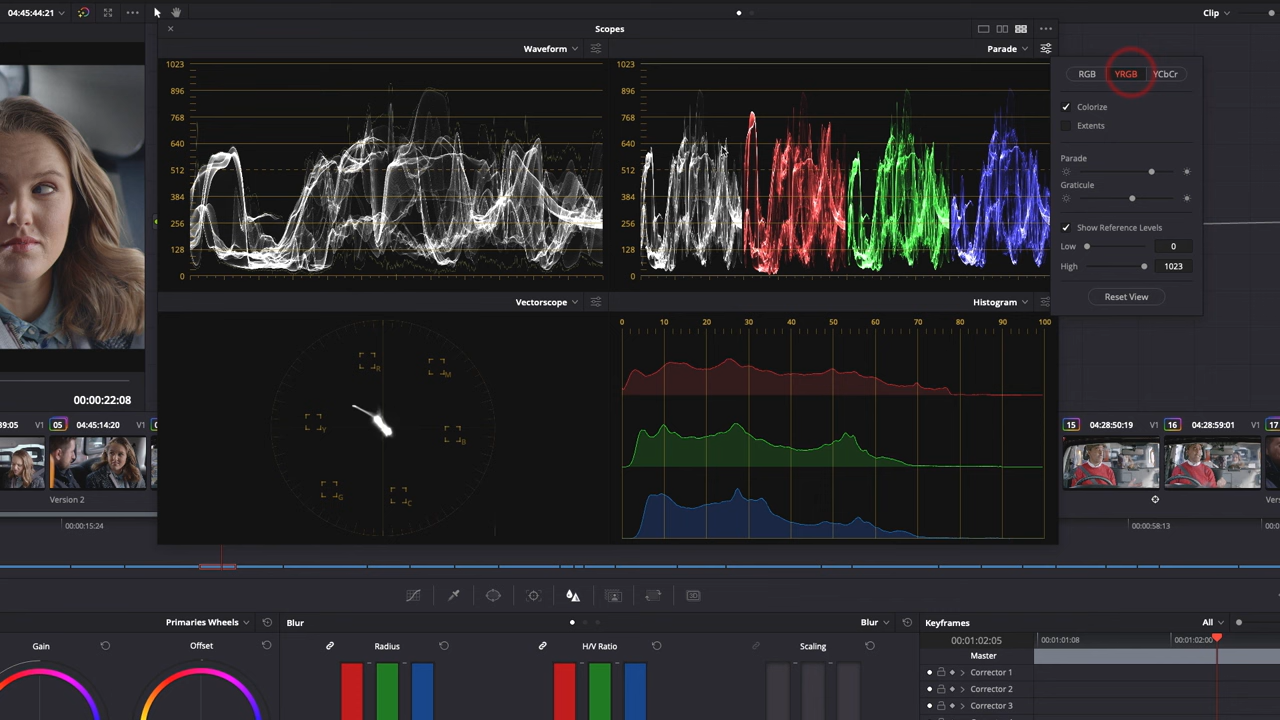 04:45:44:21
Clip
Scopes
Waveform
Parade
1023
896
768
640
512
384
256
128
0
1023
896
768
640
512
384
256
128
0
RGB YRGB YCbCr
Colorize
Extents
Parade
Graticule
Show Reference Levels
Low 0
High 1023
Reset View
Vectorscope
Histogram
R
M
Y
B
G
C
0 10 20 30 40 50 60 70 80 90 100
00:00:22:08
39:05 V1 05 04:45:14:20 V1
15 04:28:50:19 V1 16 04:28:59:01 V1 17
Version 2
00:00:15:24
00:00:58:13
3D
Primaries Wheels
Blur
Blur
Keyframes
All
Gain
Offset
Radius
H/V Ratio
Scaling
00:01:02:05
00:01:01:08
00:01:02:00
Master
Corrector 1
Corrector 2
Corrector 3